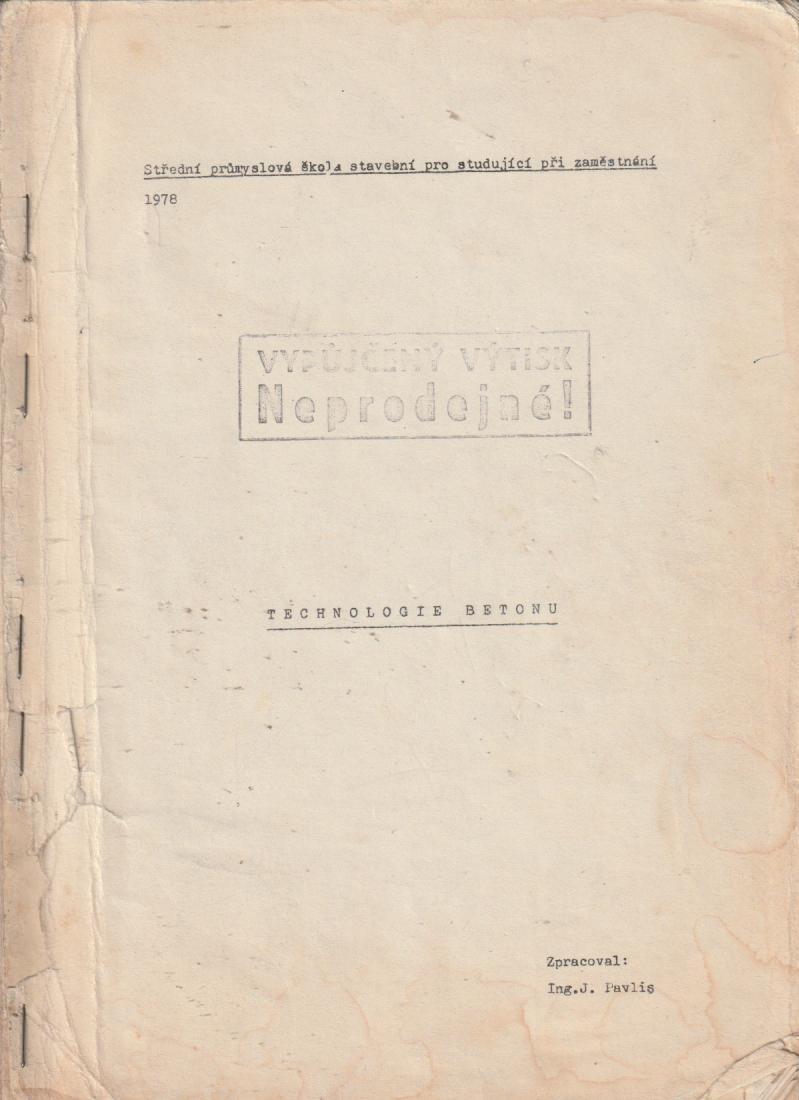 Střední průmyslová škola stavební pro studující při zaměstnání
1978
VYPŮJČENÝ VÝTISK
Neprodejné!
TECHNOLOGIE BETONU
Zpracoval:
Ing.J. Pavlis